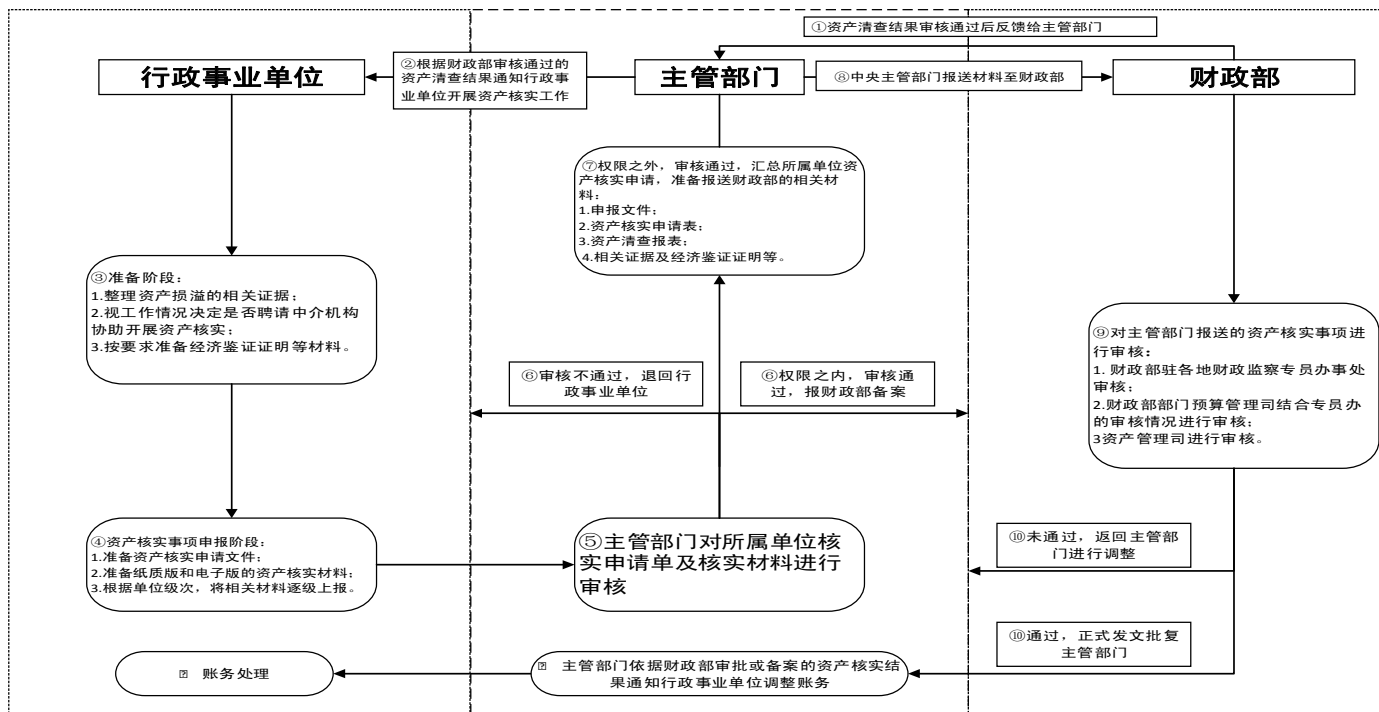 ①资产清查结果审核通过后反馈给主管部门
行政事业单位
②根据财政部审核通过的
资产清查结果通知行政事
业单位开展资产核实工作
主管部门
⑧中央主管部门报送材料至财政部
财政部
⑦权限之外，审核通过，汇总所属单位资
产核实申请，准备报送财政部的相关材
料：
1.申报文件；
2.资产核实申请表；
3.资产清查报表；
4.相关证据及经济鉴证证明等。
③准备阶段：
1.整理资产损溢的相关证据；
2.视工作情况决定是否聘请中介机构
协助开展资产核实；
3.按要求准备经济鉴证证明等材料。
⑥审核不通过，退回行
政事业单位
⑥权限之内，审核通
过，报财政部备案
⑨对主管部门报送的资产核实事项进
行审核：
1. 财政部驻各地财政监察专员办事处
审核；
2.财政部部门预算管理司结合专员办
的审核情况进行审核；
3资产管理司进行审核。
④资产核实事项申报阶段：
1.准备资产核实申请文件；
2.准备纸质版和电子版的资产核实材料；
3.根据单位级次，将相关材料逐级上报。
⑤主管部门对所属单位核
实申请单及核实材料进行
审核
⑩未通过，返回主管部
门进行调整
⑩通过，正式发文批复
主管部门
账务处理
主管部门依据财政部审批或备案的资产核实结
果通知行政事业单位调整账务